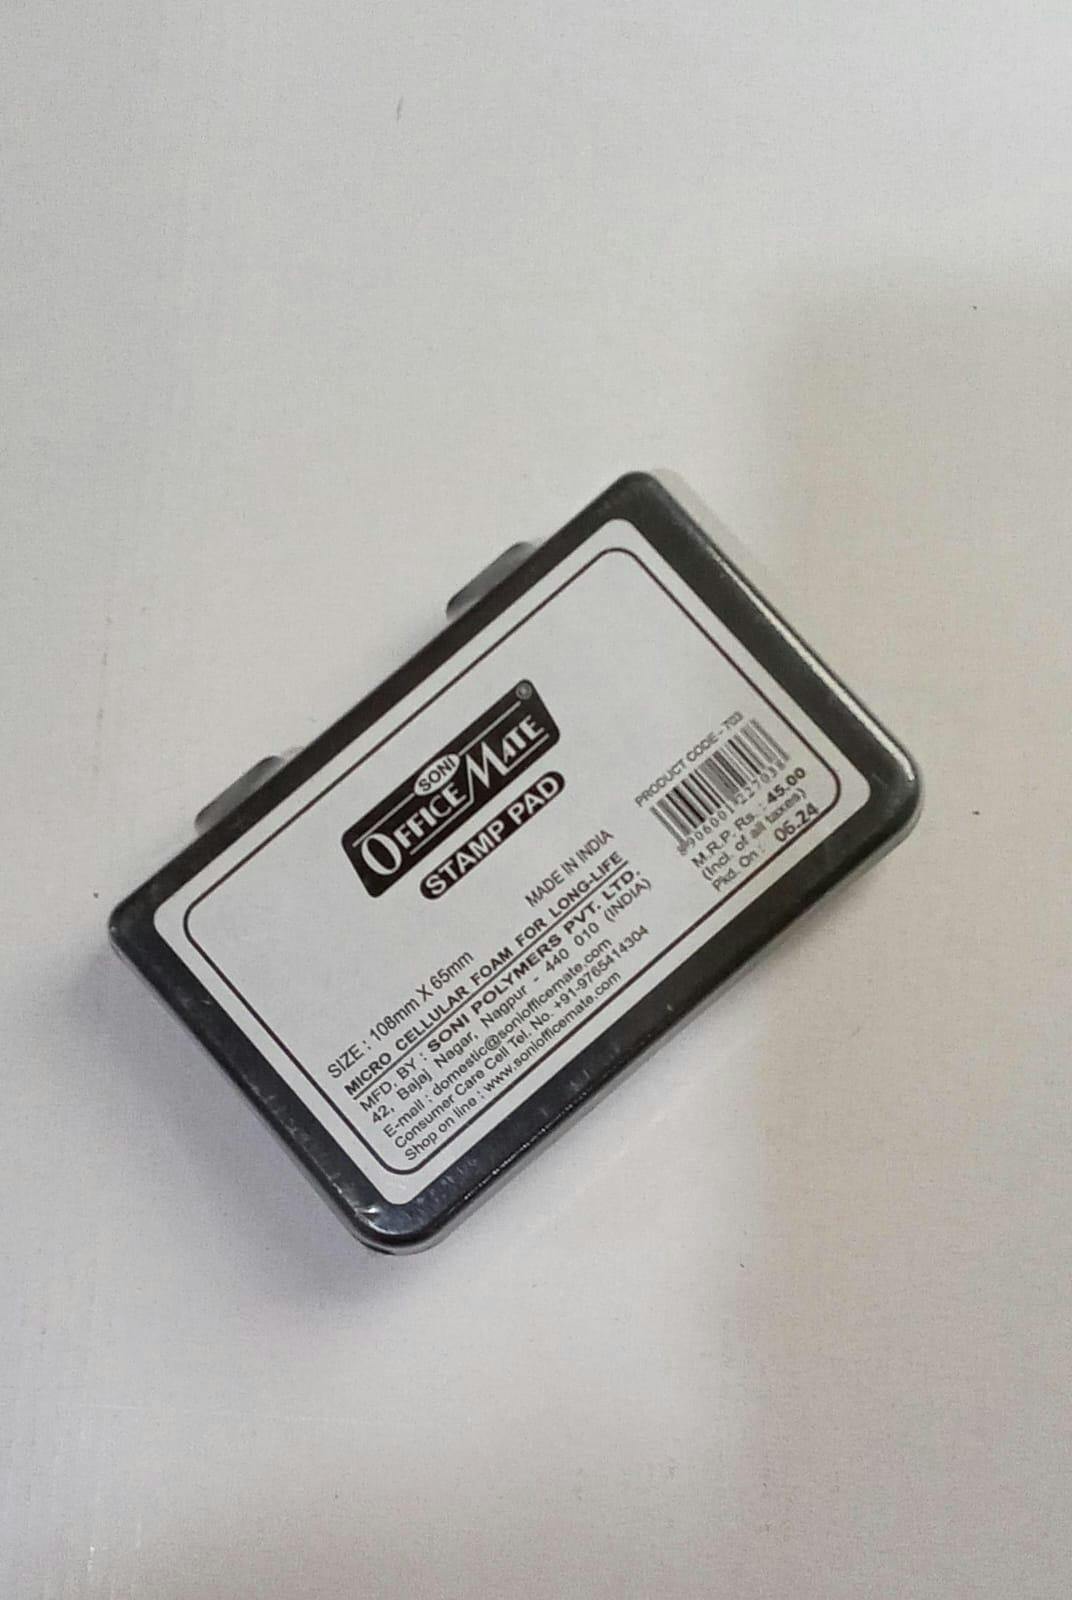 SONI
OFFICE MATE ®
STAMP PAD
SIZE : 108mm X 65mm
MADE IN INDIA
MICRO CELLULAR FOAM FOR LONG-LIFE
MFD. BY : SONI POLYMERS PVT. LTD.
42, Bajaj Nagar, Nagpur - 440 010 (INDIA)
E-mail : domestic@soniofficemate.com
Consumer Care Cell Tel. No. +91-9765414304
Shop on line : www.soniofficemate.com
PRODUCT CODE - 703
M.R.P. Rs. : 45.00
(Incl. of all taxes)
Pkd. On : 06.24